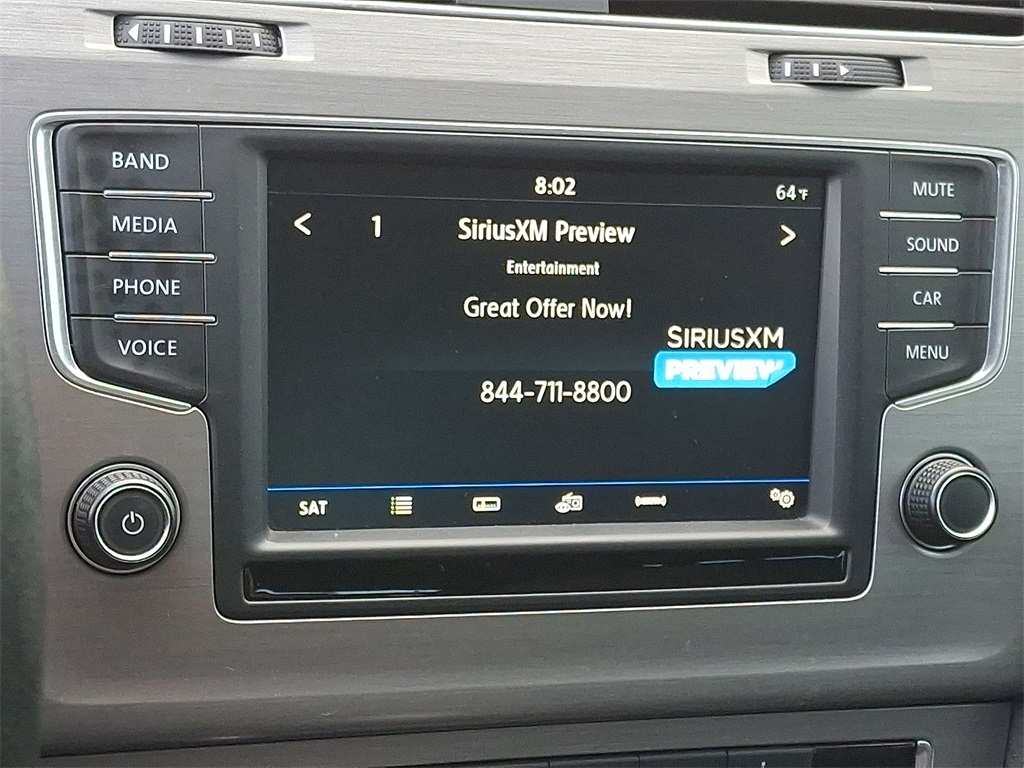 BAND
MEDIA
PHONE
VOICE
8:02
64°F
< 1 SiriusXM Preview >
Entertainment
Great Offer Now!
SIRIUSXM
PREVIEW
844-711-8800
SAT
MUTE
SOUND
CAR
MENU